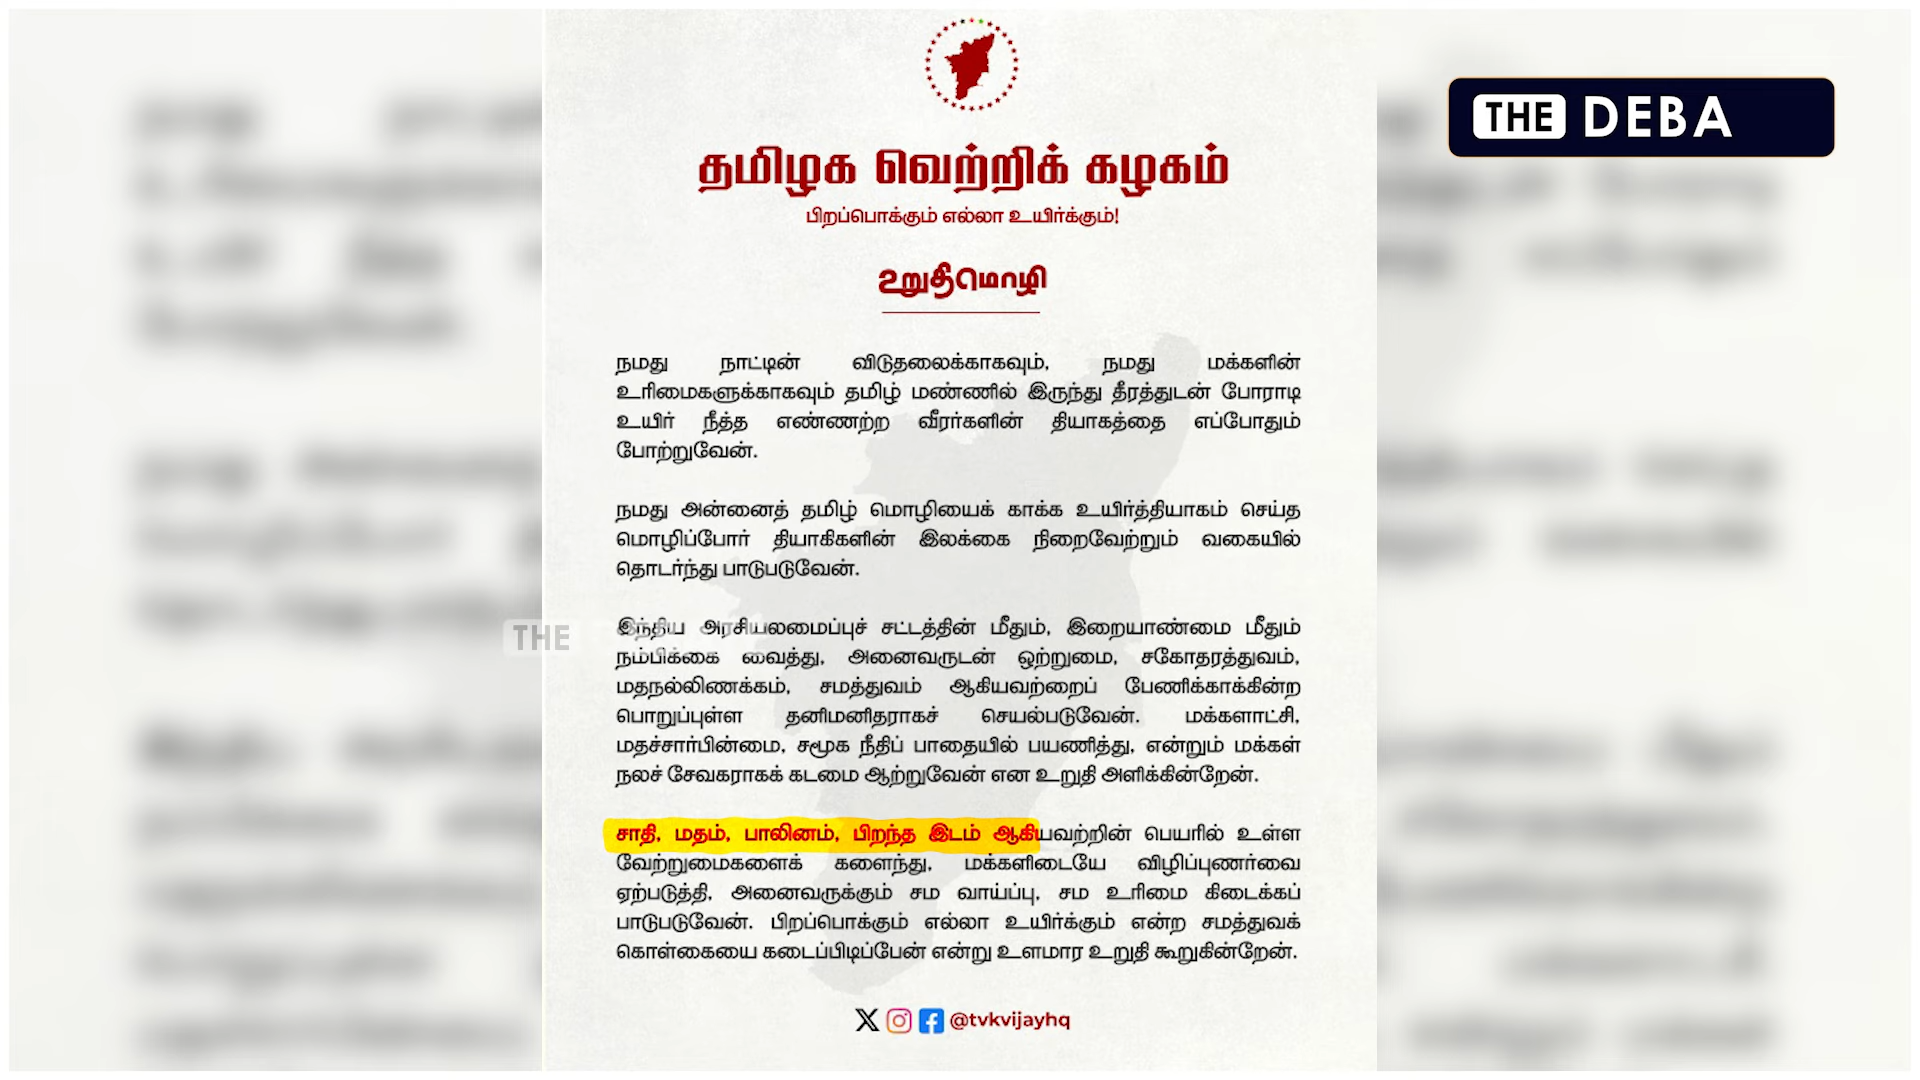 THE DEBA
தமிழக வெற்றிக் கழகம்
பிறப்பொக்கும் எல்லா உயிர்க்கும்!
உறுதிமொழி
நமது நாட்டின் விடுதலைக்காகவும், நமது மக்களின்
உரிமைகளுக்காகவும் தமிழ் மண்ணில் இருந்து தீரத்துடன் போராடி
உயிர் நீத்த எண்ணற்ற வீரர்களின் தியாகத்தை எப்போதும்
போற்றுவேன்.
நமது அன்னைத் தமிழ் மொழியைக் காக்க உயிர்த்தியாகம் செய்த
மொழிப்போர் தியாகிகளின் இலக்கை நிறைவேற்றும் வகையில்
தொடர்ந்து பாடுபடுவேன்.
இந்திய அரசியலமைப்புச் சட்டத்தின் மீதும், இறையாண்மை மீதும்
THE
நம்பிக்கை வைத்து, அனைவருடன் ஒற்றுமை, சகோதரத்துவம்,
மதநல்லிணக்கம், சமத்துவம் ஆகியவற்றைப் பேணிக்காக்கின்ற
பொறுப்புள்ள தனிமனிதராகச் செயல்படுவேன். மக்களாட்சி,
மதச்சார்பின்மை, சமூக நீதிப் பாதையில் பயணித்து, என்றும் மக்கள்
நலச் சேவகராகக் கடமை ஆற்றுவேன் என உறுதி அளிக்கின்றேன்.
சாதி, மதம், பாலினம், பிறந்த இடம் ஆகியவற்றின் பெயரில் உள்ள
வேற்றுமைகளைக் களைந்து, மக்களிடையே விழிப்புணர்வை
ஏற்படுத்தி, அனைவருக்கும் சம வாய்ப்பு, சம உரிமை கிடைக்கப்
பாடுபடுவேன். பிறப்பொக்கும் எல்லா உயிர்க்கும் என்ற சமத்துவக்
கொள்கையை கடைப்பிடிப்பேன் என்று உளமார உறுதி கூறுகின்றேன்.
@tvkvijayhq